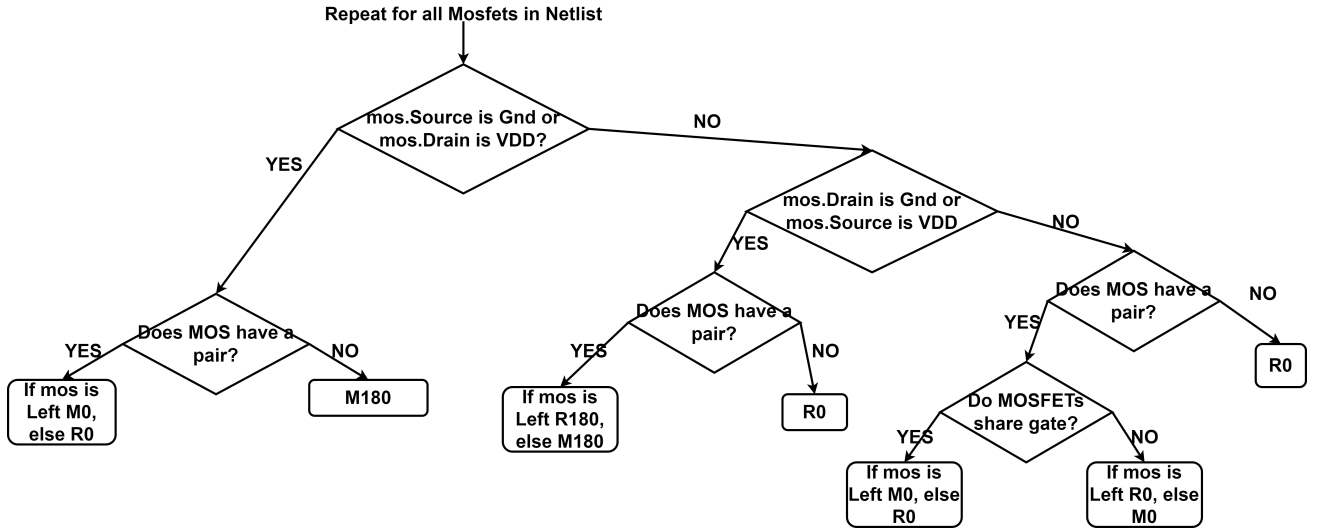 Repeat for all Mosfets in Netlist
mos.Source is Gnd or
mos.Drain is VDD?
NO
YES
mos.Drain is Gnd or
mos.Source is VDD
YES
NO
Does MOS have a
pair?
YES
NO
If mos is
Left M0,
else R0
M180
Does MOS have a
pair?
YES
NO
If mos is
Left R180,
else M180
R0
Does MOS have a
pair?
YES
NO
R0
Do MOSFETs
share gate?
YES
NO
If mos is
Left M0, else
R0
If mos is
Left R0, else
M0